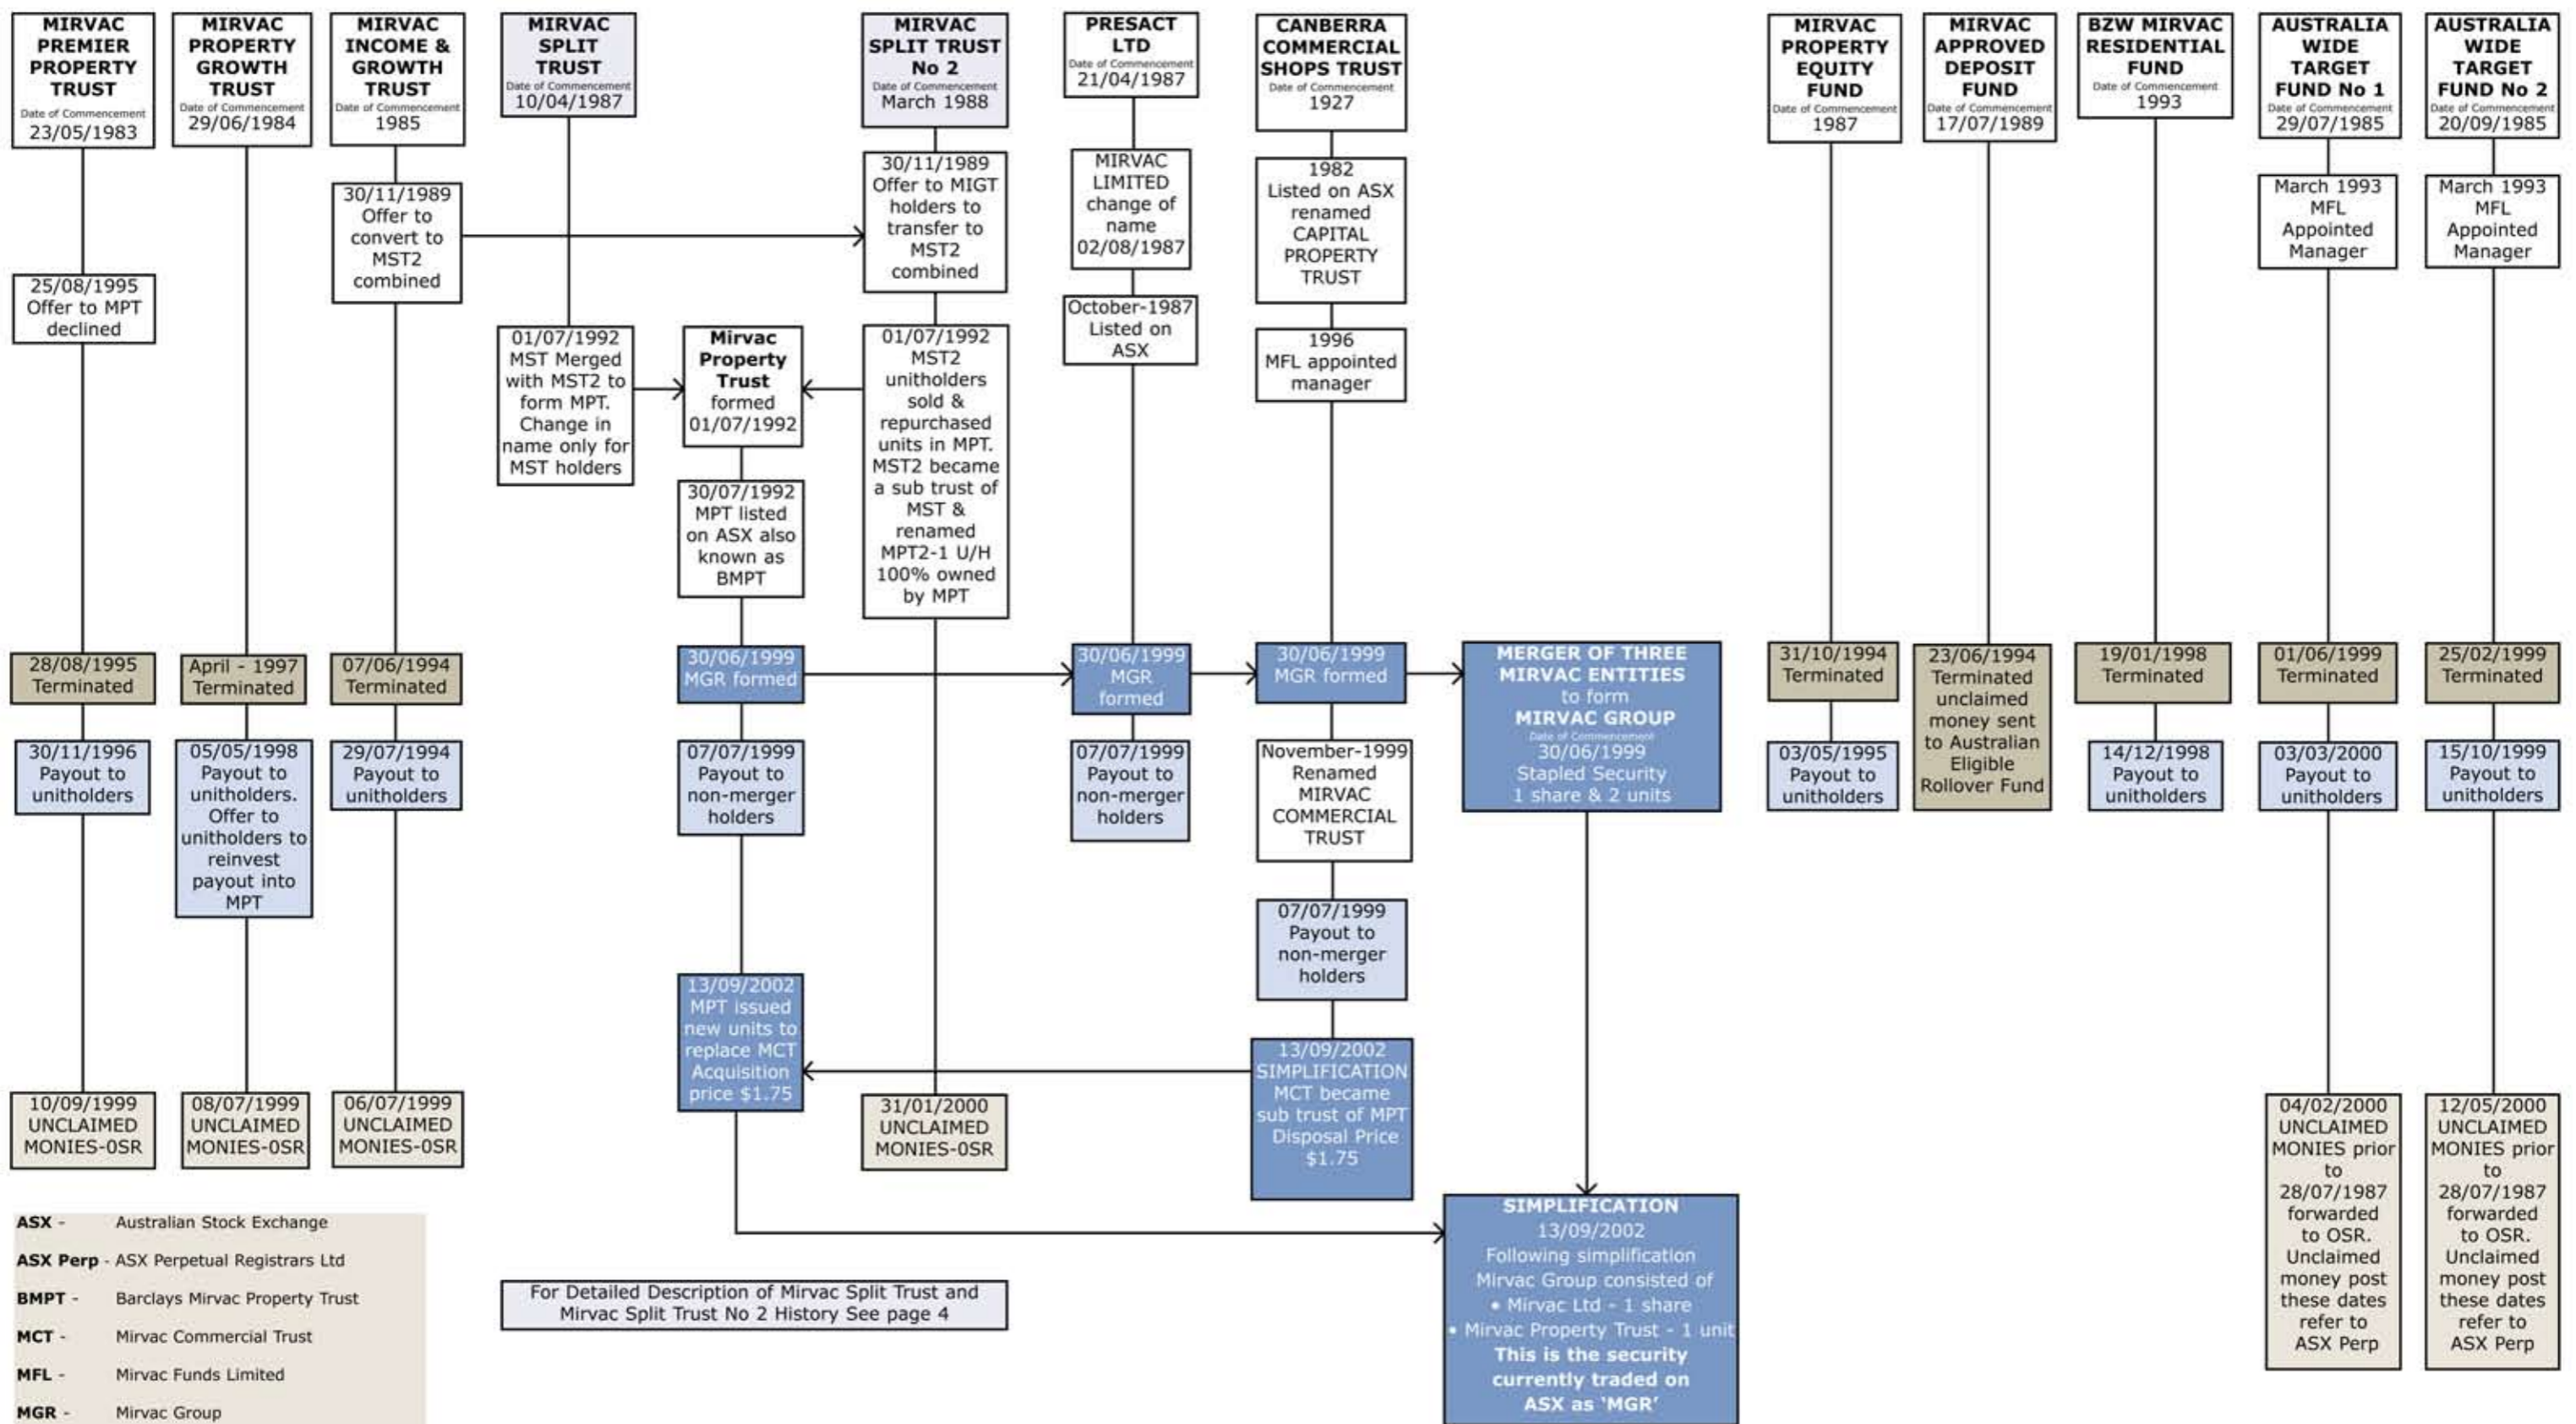 MIRVAC
PREMIER
PROPERTY
TRUST
Date of Commencement
23/05/1983
25/08/1995
Offer to MPT
declined
28/08/1995
Terminated
30/11/1996
Payout to
unitholders
10/09/1999
UNCLAIMED
MONIES-0SR
MIRVAC
PROPERTY
GROWTH
TRUST
Date of Commencement
29/06/1984
April - 1997
Terminated
05/05/1998
Payout to
unitholders.
Offer to
unitholders to
reinvest
payout into
MPT
08/07/1999
UNCLAIMED
MONIES-0SR
MIRVAC
INCOME &
GROWTH
TRUST
Date of Commencement
1985
30/11/1989
Offer to
convert to
MST2
combined
07/06/1994
Terminated
29/07/1994
Payout to
unitholders
06/07/1999
UNCLAIMED
MONIES-0SR
MIRVAC
SPLIT
TRUST
Date of Commencement
10/04/1987
01/07/1992
MST Merged
with MST2 to
form MPT.
Change in
name only for
MST holders
Mirvac
Property
Trust
formed
01/07/1992
30/07/1992
MPT listed
on ASX also
known as
BMPT
30/06/1999
MGR formed
07/07/1999
Payout to
non-merger
holders
13/09/2002
MPT issued
new units to
replace MCT
Acquisition
price $1.75
MIRVAC
SPLIT TRUST
No 2
Date of Commencement
March 1988
30/11/1989
Offer to MIGT
holders to
transfer to
MST2
combined
01/07/1992
MST2
unitholders
sold &
repurchased
units in MPT.
MST2 became
a sub trust of
MST &
renamed
MPT2-1 U/H
100% owned
by MPT
31/01/2000
UNCLAIMED
MONIES-0SR
PRESACT
LTD
Date of Commencement
21/04/1987
MIRVAC
LIMITED
change of
name
02/08/1987
October-1987
Listed on
ASX
30/06/1999
MGR
formed
07/07/1999
Payout to
non-merger
holders
CANBERRA
COMMERCIAL
SHOPS TRUST
Date of Commencement
1927
1982
Listed on ASX
renamed
CAPITAL
PROPERTY
TRUST
1996
MFL appointed
manager
30/06/1999
MGR formed
November-1999
Renamed
MIRVAC
COMMERCIAL
TRUST
07/07/1999
Payout to
non-merger
holders
13/09/2002
SIMPLIFICATION
MCT became
sub trust of MPT
Disposal Price
$1.75
MERGER OF THREE
MIRVAC ENTITIES
to form
MIRVAC GROUP
Date of Commencement
30/06/1999
Stapled Security
1 share & 2 units
SIMPLIFICATION
13/09/2002
Following simplification
Mirvac Group consisted of
• Mirvac Ltd - 1 share
• Mirvac Property Trust - 1 unit
This is the security
currently traded on
ASX as ‘MGR’
MIRVAC
PROPERTY
EQUITY
FUND
Date of Commencement
1987
31/10/1994
Terminated
03/05/1995
Payout to
unitholders
MIRVAC
APPROVED
DEPOSIT
FUND
Date of Commencement
17/07/1989
23/06/1994
Terminated
unclaimed
money sent
to Australian
Eligible
Rollover Fund
BZW MIRVAC
RESIDENTIAL
FUND
Date of Commencement
1993
19/01/1998
Terminated
14/12/1998
Payout to
unitholders
AUSTRALIA
WIDE
TARGET
FUND No 1
Date of Commencement
29/07/1985
March 1993
MFL
Appointed
Manager
01/06/1999
Terminated
03/03/2000
Payout to
unitholders
04/02/2000
UNCLAIMED
MONIES prior
to
28/07/1987
forwarded
to OSR.
Unclaimed
money post
these dates
refer to
ASX Perp
AUSTRALIA
WIDE
TARGET
FUND No 2
Date of Commencement
20/09/1985
March 1993
MFL
Appointed
Manager
25/02/1999
Terminated
15/10/1999
Payout to
unitholders
12/05/2000
UNCLAIMED
MONIES prior
to
28/07/1987
forwarded
to OSR.
Unclaimed
money post
these dates
refer to
ASX Perp
For Detailed Description of Mirvac Split Trust and
Mirvac Split Trust No 2 History See page 4
ASX - Australian Stock Exchange
ASX Perp - ASX Perpetual Registrars Ltd
BMPT - Barclays Mirvac Property Trust
MCT - Mirvac Commercial Trust
MFL - Mirvac Funds Limited
MGR - Mirvac Group